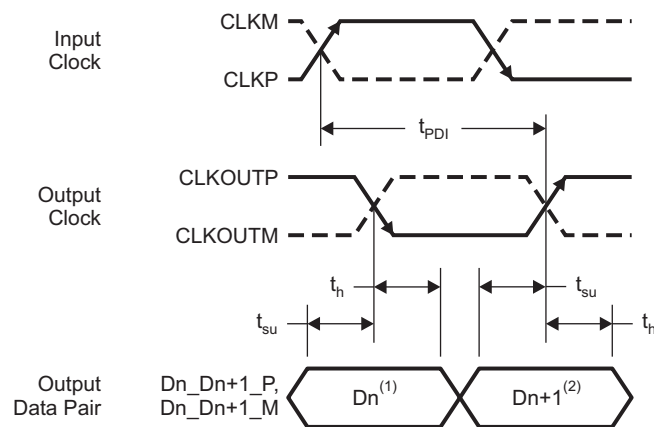 Input
Clock
CLKM
CLKP
t_PDI
Output
Clock
CLKOUTP
CLKOUTM
t_su
t_h
t_su
t_h
Output
Data Pair
Dn_Dn+1_P,
Dn_Dn+1_M
Dn(1)
Dn+1(2)